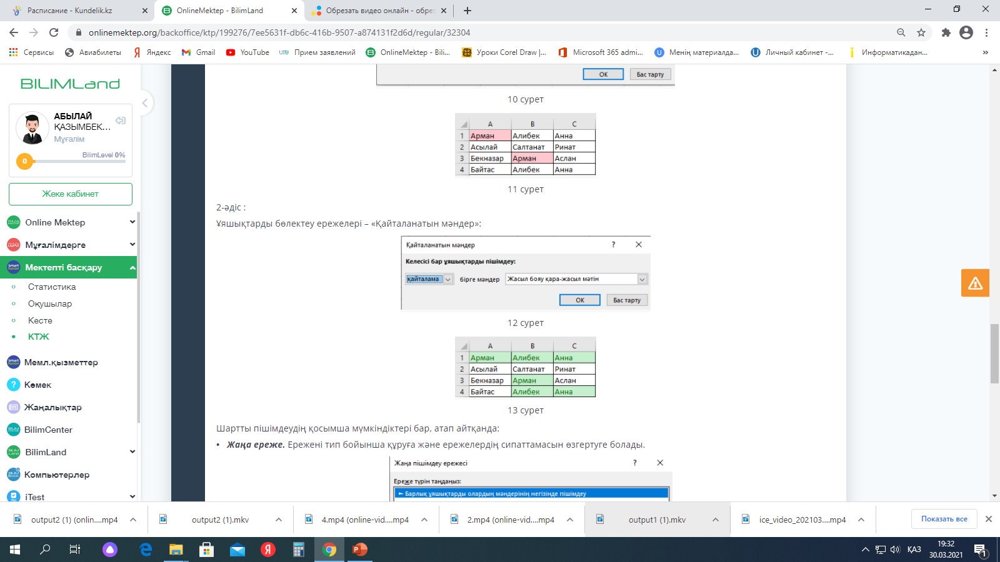 Расписание - Kundelik.kz
OnlineMektep - BilimLand
Обрезать видео онлайн - обре
onlinemektep.org/backoffice/ktp/199276/7ee5631f-db6c-416b-9507-a874131f2d6d/regular/32304
Сервисы
Авиабилеты
Яндекс
Gmail
YouTube
Прием заявлений
OnlineMektep - Bili...
Уроки Corel Draw |...
Microsoft 365 admi...
Менің материалда...
Личный кабинет -...
Информатикадан...
BILIMLand
АБЫЛАЙ
ҚАЗЫМБЕК...
Мұғалім
BilimLevel 0%
0
Жеке кабинет
Online Mektep
Мұғалімдерге
Мектепті басқару
Статистика
Оқушылар
Кесте
КТЖ
Мемл.қызметтер
Көмек
Жаңалықтар
BilimCenter
BilimLand
Компьютерлер
iTest
ОК Бас тарту
10 сурет
A B C
1 Арман Алибек Анна
2 Асылай Салтанат Ринат
3 Бекназар Арман Аслан
4 Байтас Алибек Анна
11 сурет
2-әдіс :
Ұяшықтарды бөлектеу ережелері – «Қайталанатын мәндер»:
Қайталанатын мәндер ?
Келесісі бар ұяшықтарды пішімдеу:
қайталама бірге мәндер Жасыл бояу қара-жасыл мәтін
ОК Бас тарту
12 сурет
A B C
1 Арман Алибек Анна
2 Асылай Салтанат Ринат
3 Бекназар Арман Аслан
4 Байтас Алибек Анна
13 сурет
Шартты пішімдеудің қосымша мүмкіндіктері бар, атап айтқанда:
• Жаңа ереже. Ережені тип бойынша құруға және ережелердің сипаттамасын өзгертуге болады.
Жаңа пішімдеу ережесі ?
Ереже түрін таңдаңыз:
► Барлық ұяшықтарды олардың мәндерінің негізінде пішімдеу
output2 (1) (onlin....mp4
output2 (1).mkv
4.mp4 (online-vid....mp4
2.mp4 (online-vid....mp4
output1 (1).mkv
ice_video_202103....mp4
Показать все
ҚАЗ
19:32
30.03.2021
1